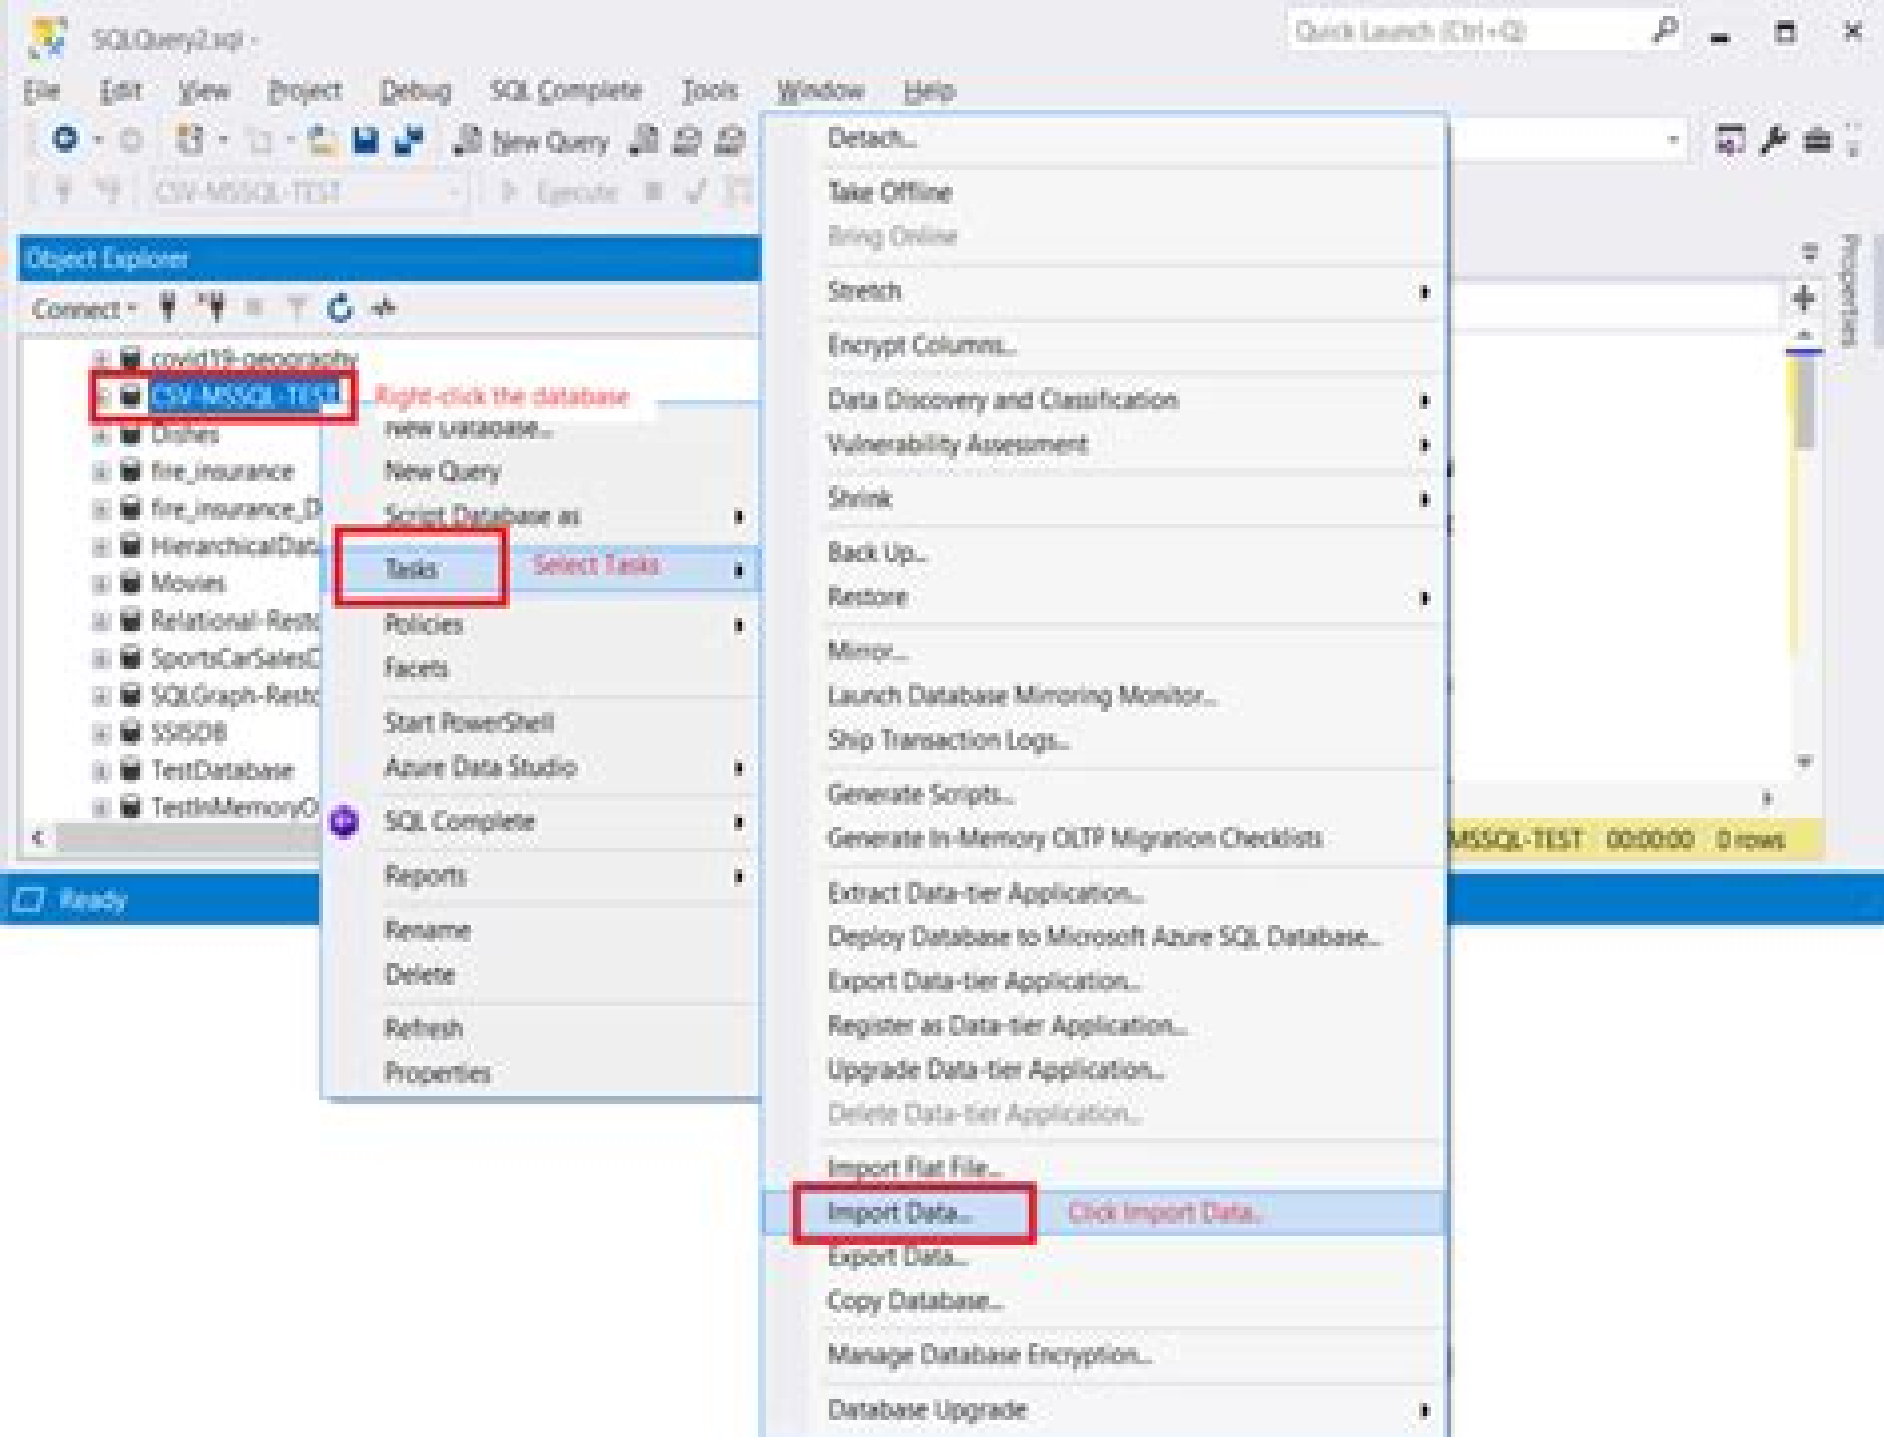 SQLQuery2.sql -
Quick Launch (Ctrl+Q)
File Edit View Project Debug SQL Complete Tools Window Help
New Query
CSV-MSSQL-TEST
Execute
Object Explorer
Connect
covid19-geography
CSV-MSSQL-TEST
Dishes
fire_insurance
fire_insurance_D
HierarchicalDat
Movies
Relational-Resto
SportsCarSalesD
SQLGraph-Resto
SSISDB
TestDatabase
TestInMemoryO
Ready
Right-click the database
New Database...
New Query
Script Database as
Tasks
Select Tasks
Policies
Facets
Start PowerShell
Azure Data Studio
SQL Complete
Reports
Rename
Delete
Refresh
Properties
Detach...
Take Offline
Bring Online
Stretch
Encrypt Columns...
Data Discovery and Classification
Vulnerability Assessment
Shrink
Back Up...
Restore
Mirror...
Launch Database Mirroring Monitor...
Ship Transaction Logs...
Generate Scripts...
Generate In-Memory OLTP Migration Checklists
Extract Data-tier Application...
Deploy Database to Microsoft Azure SQL Database...
Export Data-tier Application...
Register as Data-tier Application...
Upgrade Data-tier Application...
Delete Data-tier Application...
Import Flat File...
Import Data...
Click Import Data...
Export Data...
Copy Database...
Manage Database Encryption...
Database Upgrade
Properties
MSSQL-TEST 00:00:00 0 rows